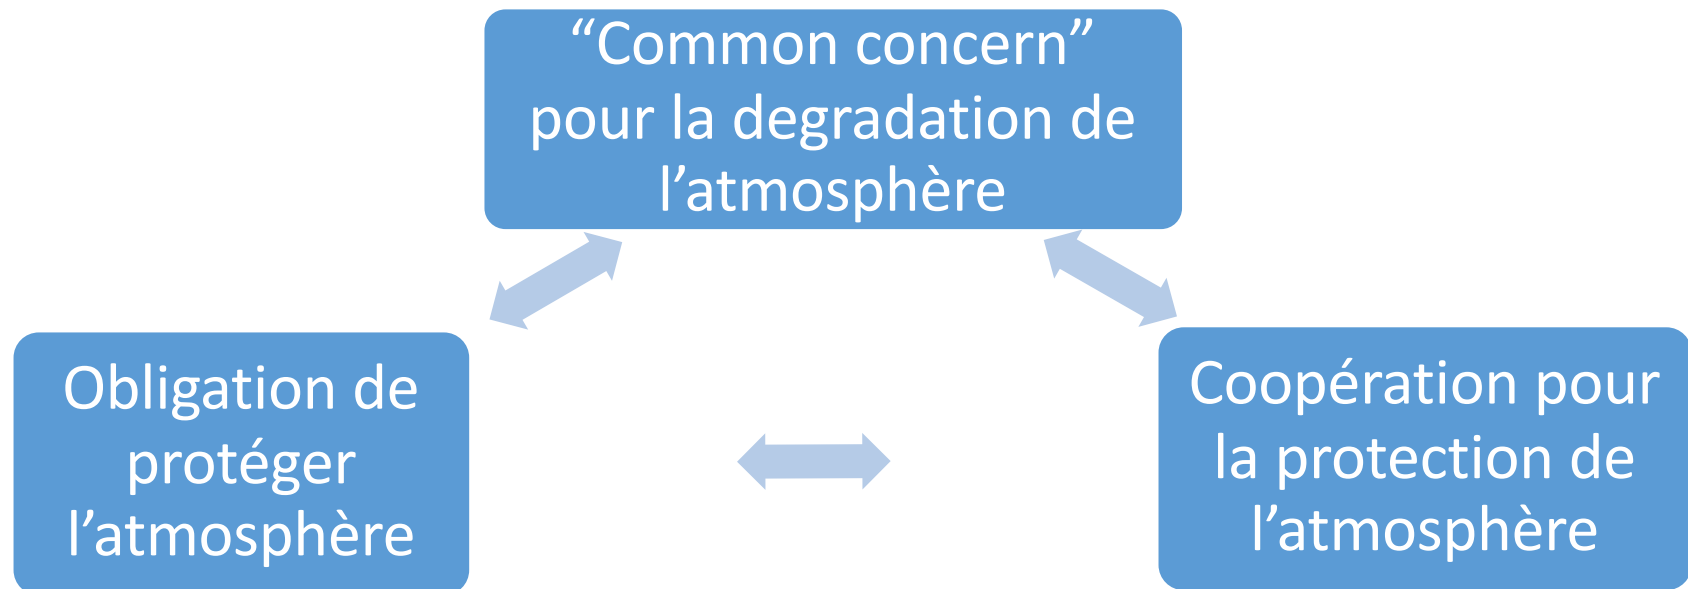 “Common concern”
pour la degradation de
l’atmosphère
Obligation de
protéger
l’atmosphère
Coopération pour
la protection de
l’atmosphère